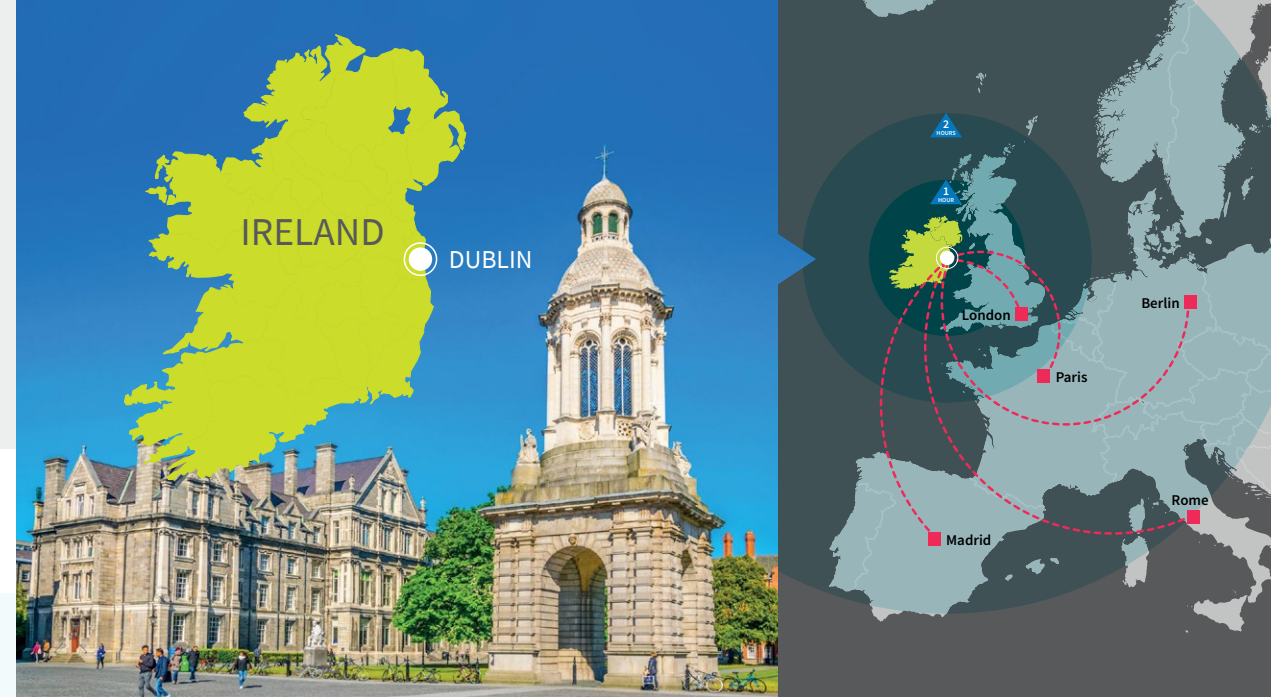 IRELAND
DUBLIN
2
HOURS
1
HOUR
London
Berlin
Paris
Rome
Madrid